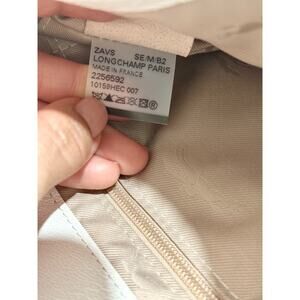 ZAVS SE/M/B2
LONGCHAMP PARIS
MADE IN FRANCE
2256592
10159HEC 007